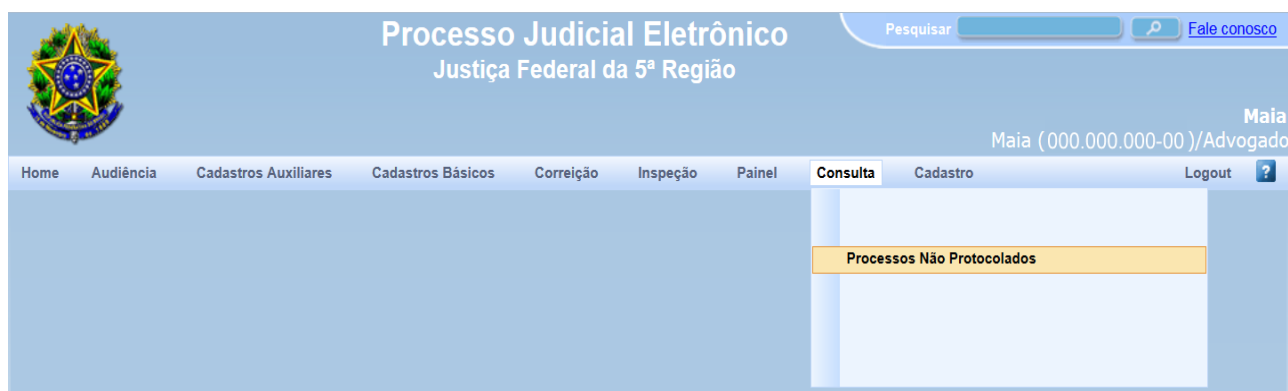 Processo Judicial Eletrônico
Justiça Federal da 5ª Região
Pesquisar
Fale conosco
Maia
Maia (000.000.000-00)/Advogado
Home Audiência Cadastros Auxiliares Cadastros Básicos Correição Inspeção Painel Consulta Cadastro Logout ?
Processos Não Protocolados